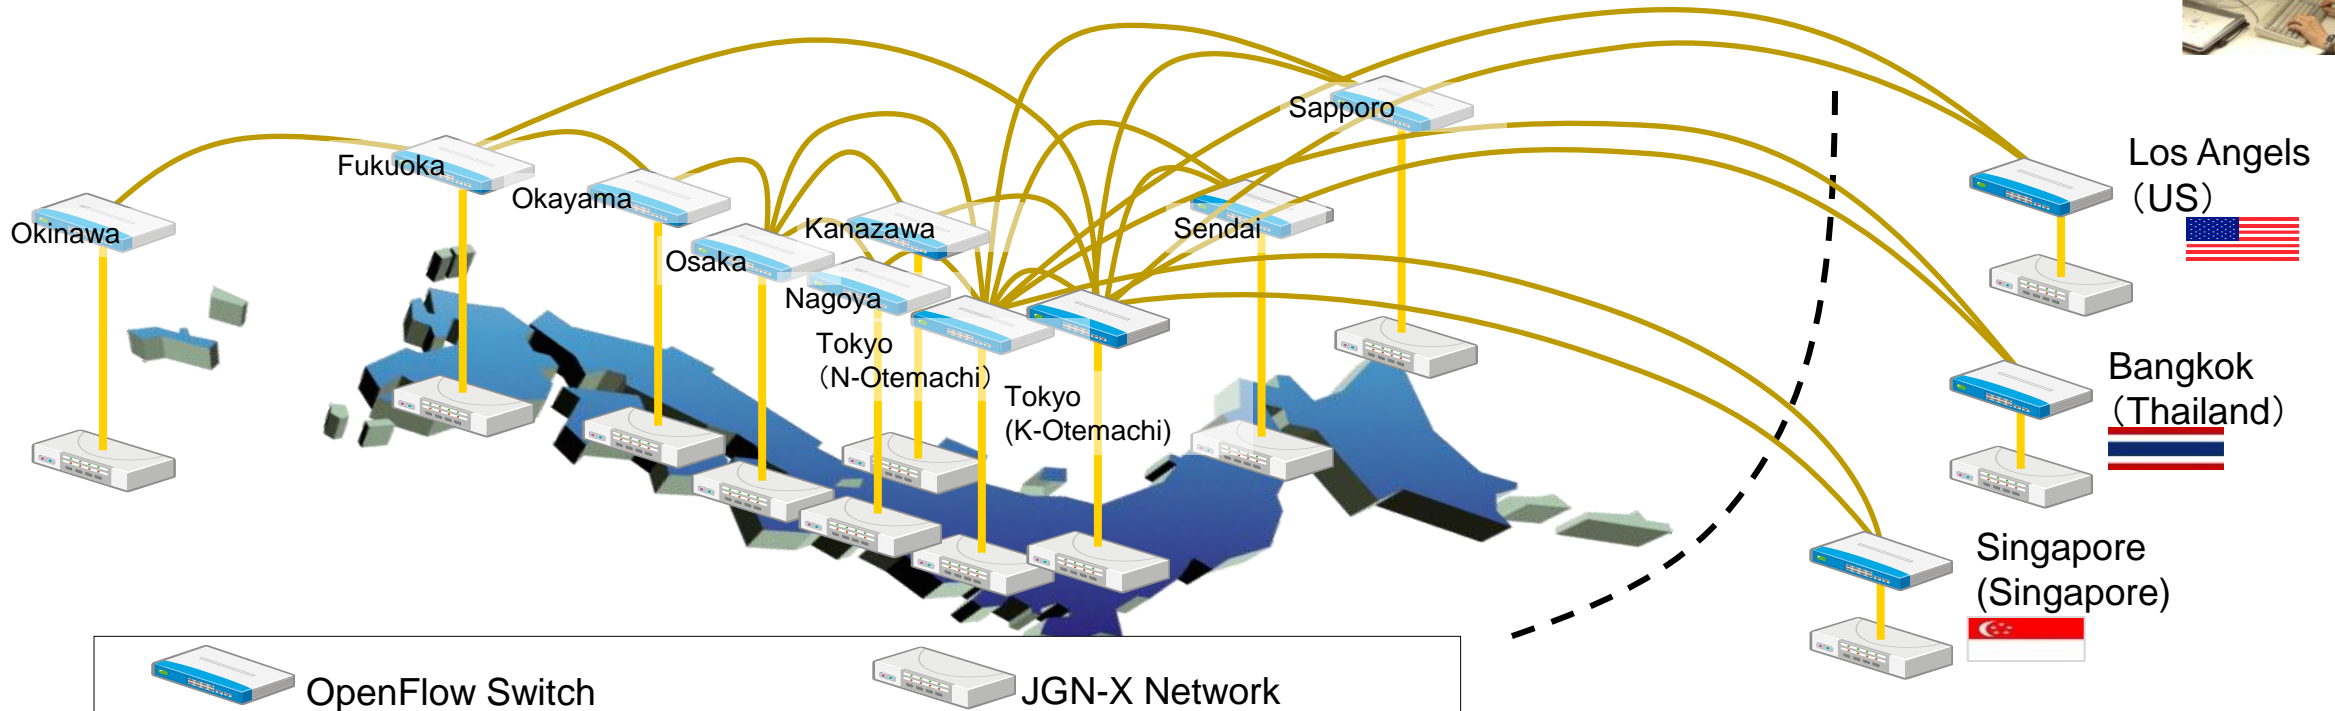 Sapporo
Los Angels
（US）
Fukuoka
Okayama
Okinawa
Kanazawa
Sendai
Osaka
Nagoya
Tokyo
（N-Otemachi）
Tokyo
(K-Otemachi)
Bangkok
（Thailand）
Singapore
(Singapore)
OpenFlow Switch
JGN-X Network